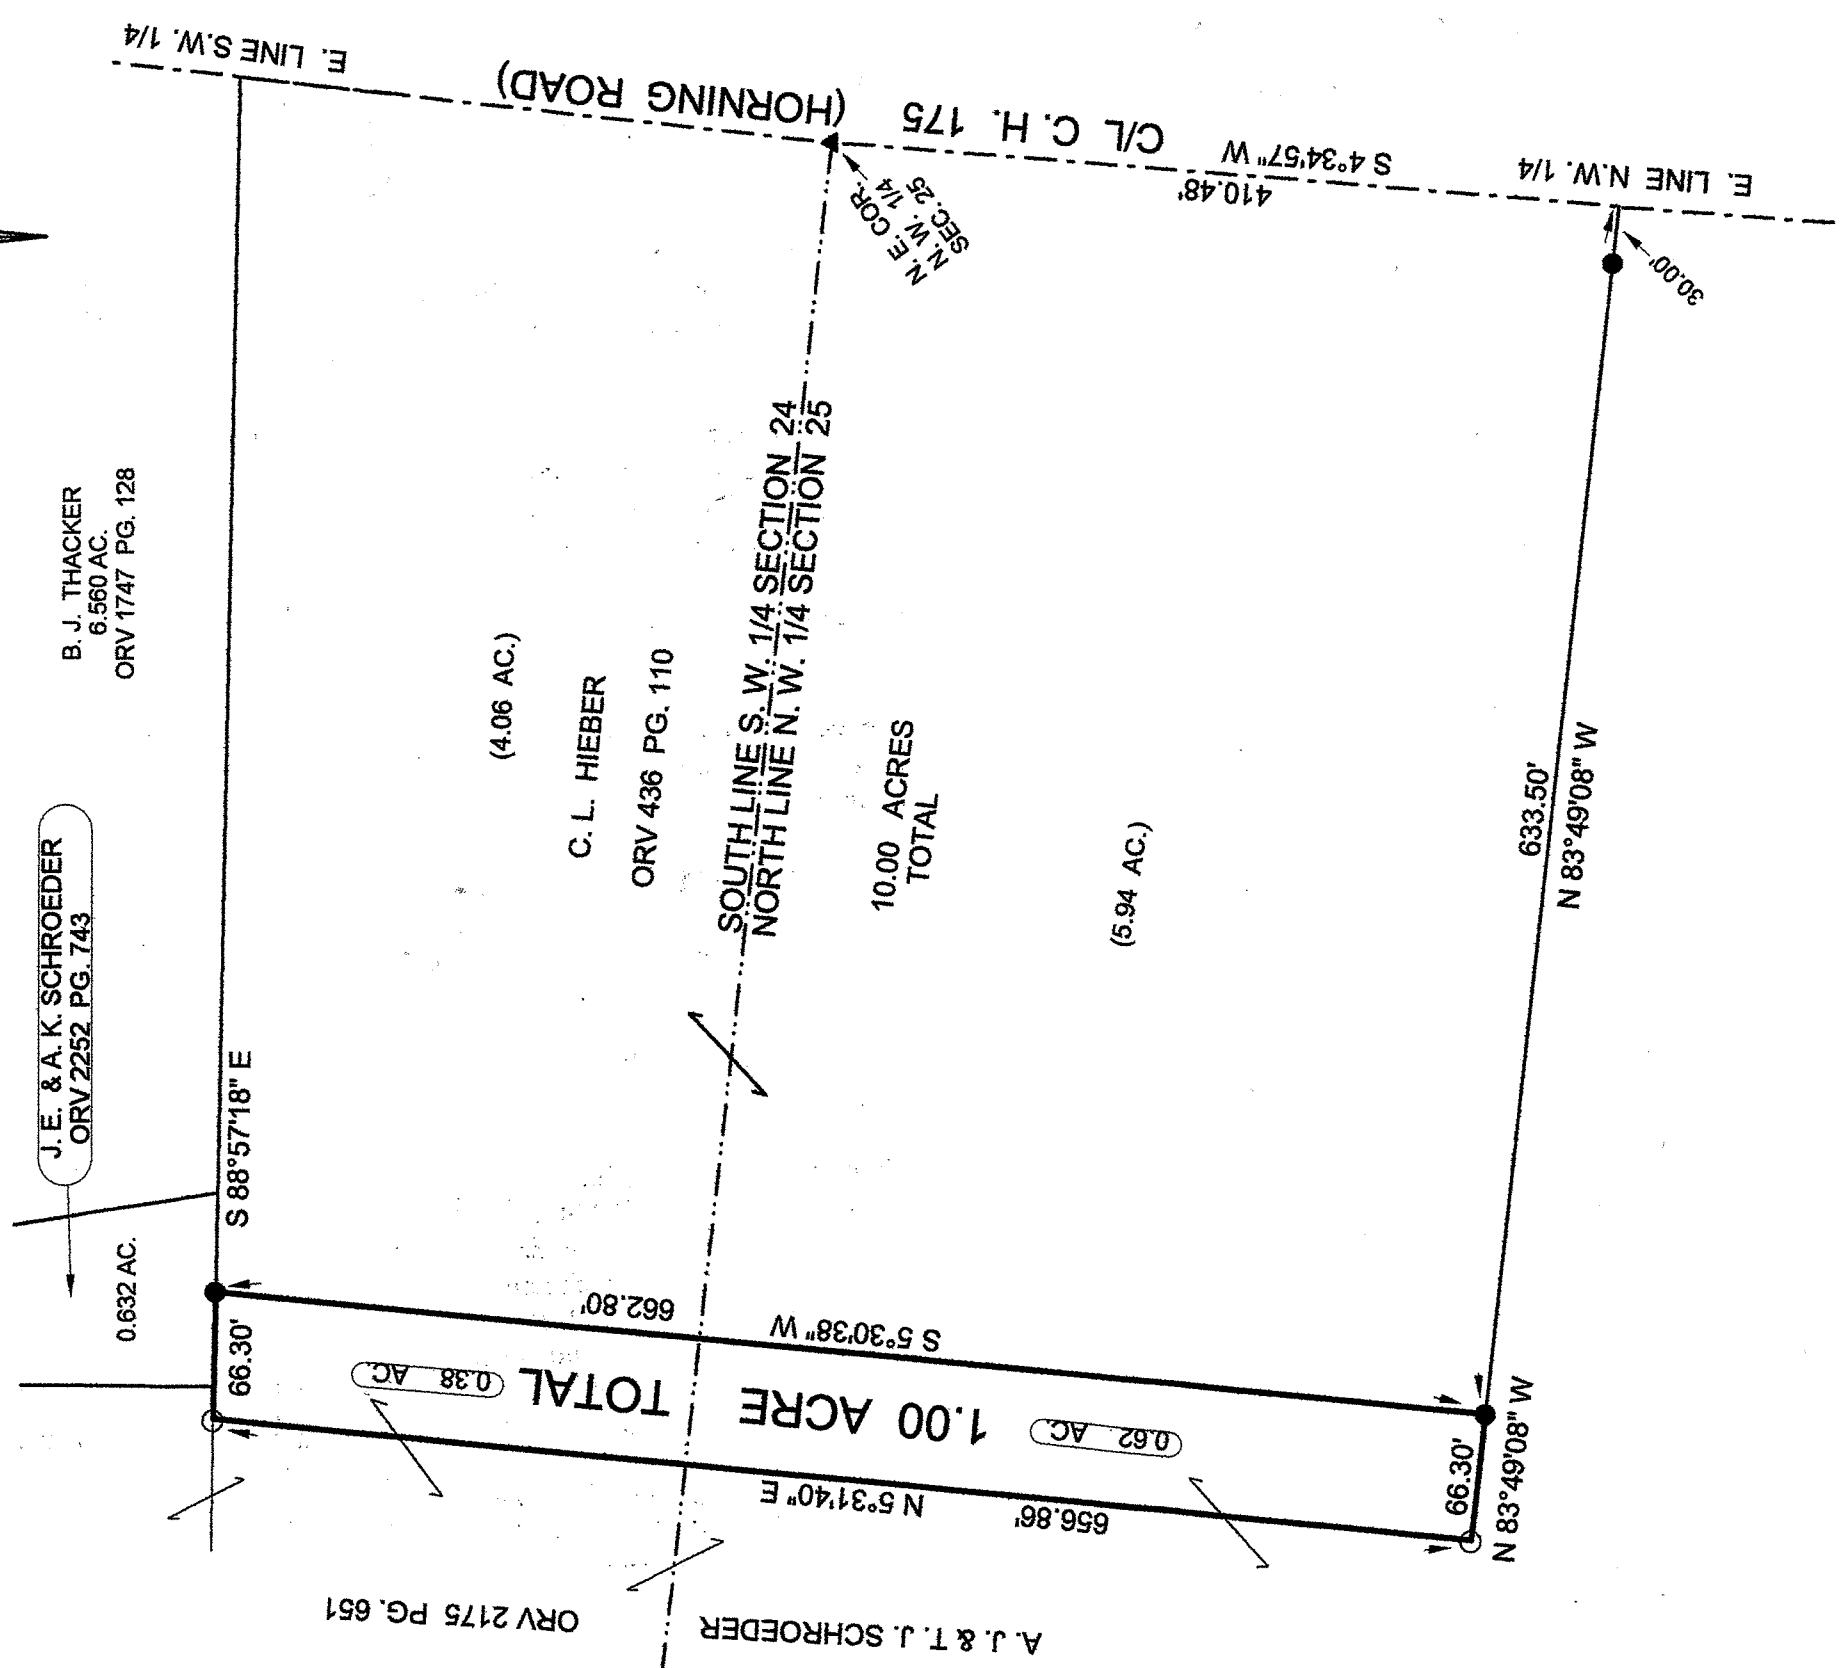 E. LINE S.W. 1/4
(HORNING ROAD)
C/L C. H. 175
S 4°34'57" W
410.48'
E. LINE N.W. 1/4
N. E. COR.
N. W. 1/4
SEC. 25
30.00'
B. J. THACKER
6.560 AC.
ORV 1747 PG. 128
J. E. & A. K. SCHROEDER
ORV 2252 PG. 743
0.632 AC.
S 88°57'18" E
66.30'
(4.06 AC.)
C. L. HIEBER
ORV 436 PG. 110
SOUTH LINE S. W. 1/4 SECTION 24
NORTH LINE N. W. 1/4 SECTION 25
10.00 ACRES
TOTAL
(5.94 AC.)
633.50'
N 83°49'08" W
662.80'
S 5°30'38" W
0.38 AC.
1.00 ACRE TOTAL
0.62 AC.
N 5°31'40" E
656.86'
66.30'
N 83°49'08" W
ORV 2175 PG. 651
A. J. & T. J. SCHROEDER